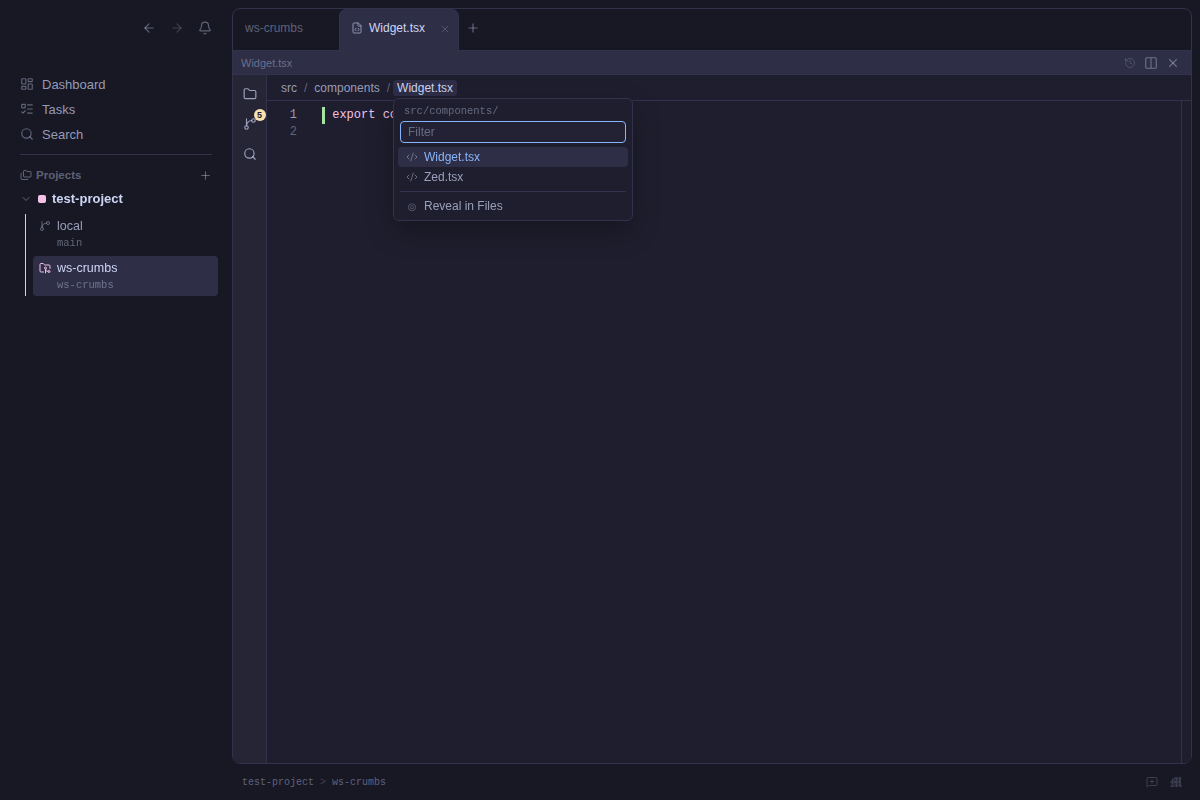 ws-crumbs
Widget.tsx
Widget.tsx
Dashboard
Tasks
Search
Projects
test-project
local
main
ws-crumbs
ws-crumbs
5
src / components / Widget.tsx
1 export
2
src/components/
Filter
Widget.tsx
Zed.tsx
Reveal in Files
test-project > ws-crumbs